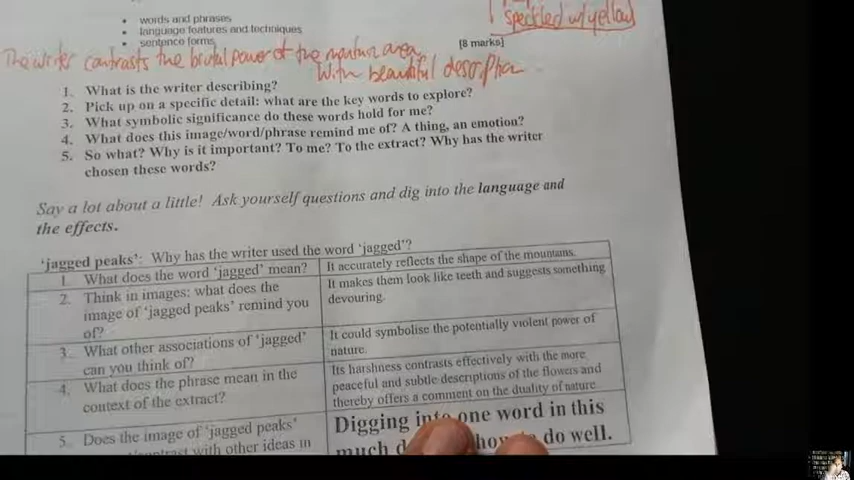 speckled w/ yellow
• words and phrases
• language features and techniques
• sentence forms
[8 marks]
The writer contrasts the brutal power of the mountain area
with beautiful description.
1. What is the writer describing?
2. Pick up on a specific detail: what are the key words to explore?
3. What symbolic significance do these words hold for me?
4. What does this image/word/phrase remind me of? A thing, an emotion?
5. So what? Why is it important? To me? To the extract? Why has the writer
chosen these words?
Say a lot about a little! Ask yourself questions and dig into the language and
the effects.
'jagged peaks': Why has the writer used the word 'jagged'?
1. What does the word 'jagged' mean?
It accurately reflects the shape of the mountains.
2. Think in images: what does the
image of 'jagged peaks' remind you
of?
It makes them look like teeth and suggests something
devouring.
3. What other associations of 'jagged'
can you think of?
It could symbolise the potentially violent power of
nature.
4. What does the phrase mean in the
context of the extract?
Its harshness contrasts effectively with the more
peaceful and subtle descriptions of the flowers and
thereby offers a comment on the duality of nature.
5. Does the image of 'jagged peaks'
with other ideas in
Digging into one word in this
much how to do well.